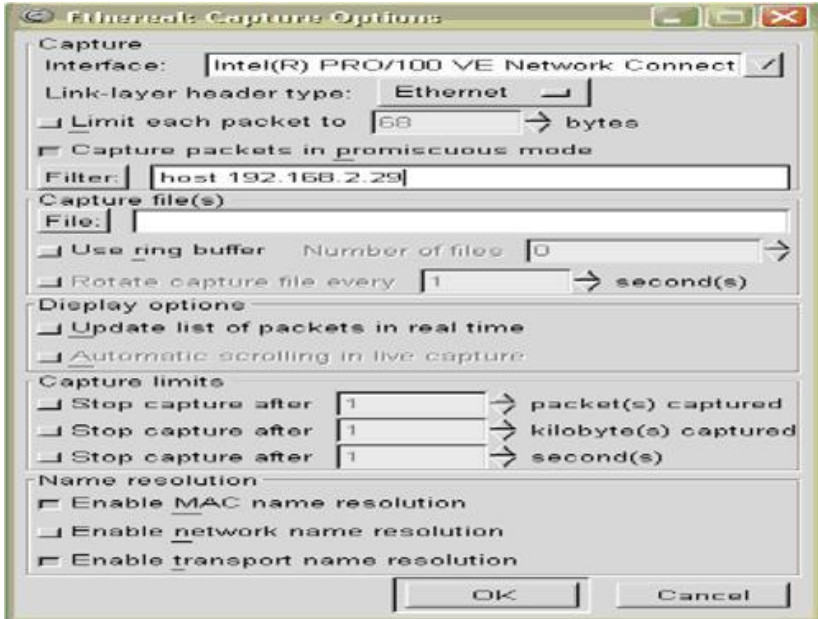 Ethereal: Capture Options
Capture
Interface: Intel(R) PRO/100 VE Network Connect
Link-layer header type: Ethernet
Limit each packet to 68 bytes
Capture packets in promiscuous mode
Filter: host 192.168.2.29
Capture file(s)
File:
Use ring buffer Number of files 0
Rotate capture file every 1 second(s)
Display options
Update list of packets in real time
Automatic scrolling in live capture
Capture limits
Stop capture after 1 packet(s) captured
Stop capture after 1 kilobyte(s) captured
Stop capture after 1 second(s)
Name resolution
Enable MAC name resolution
Enable network name resolution
Enable transport name resolution
OK Cancel